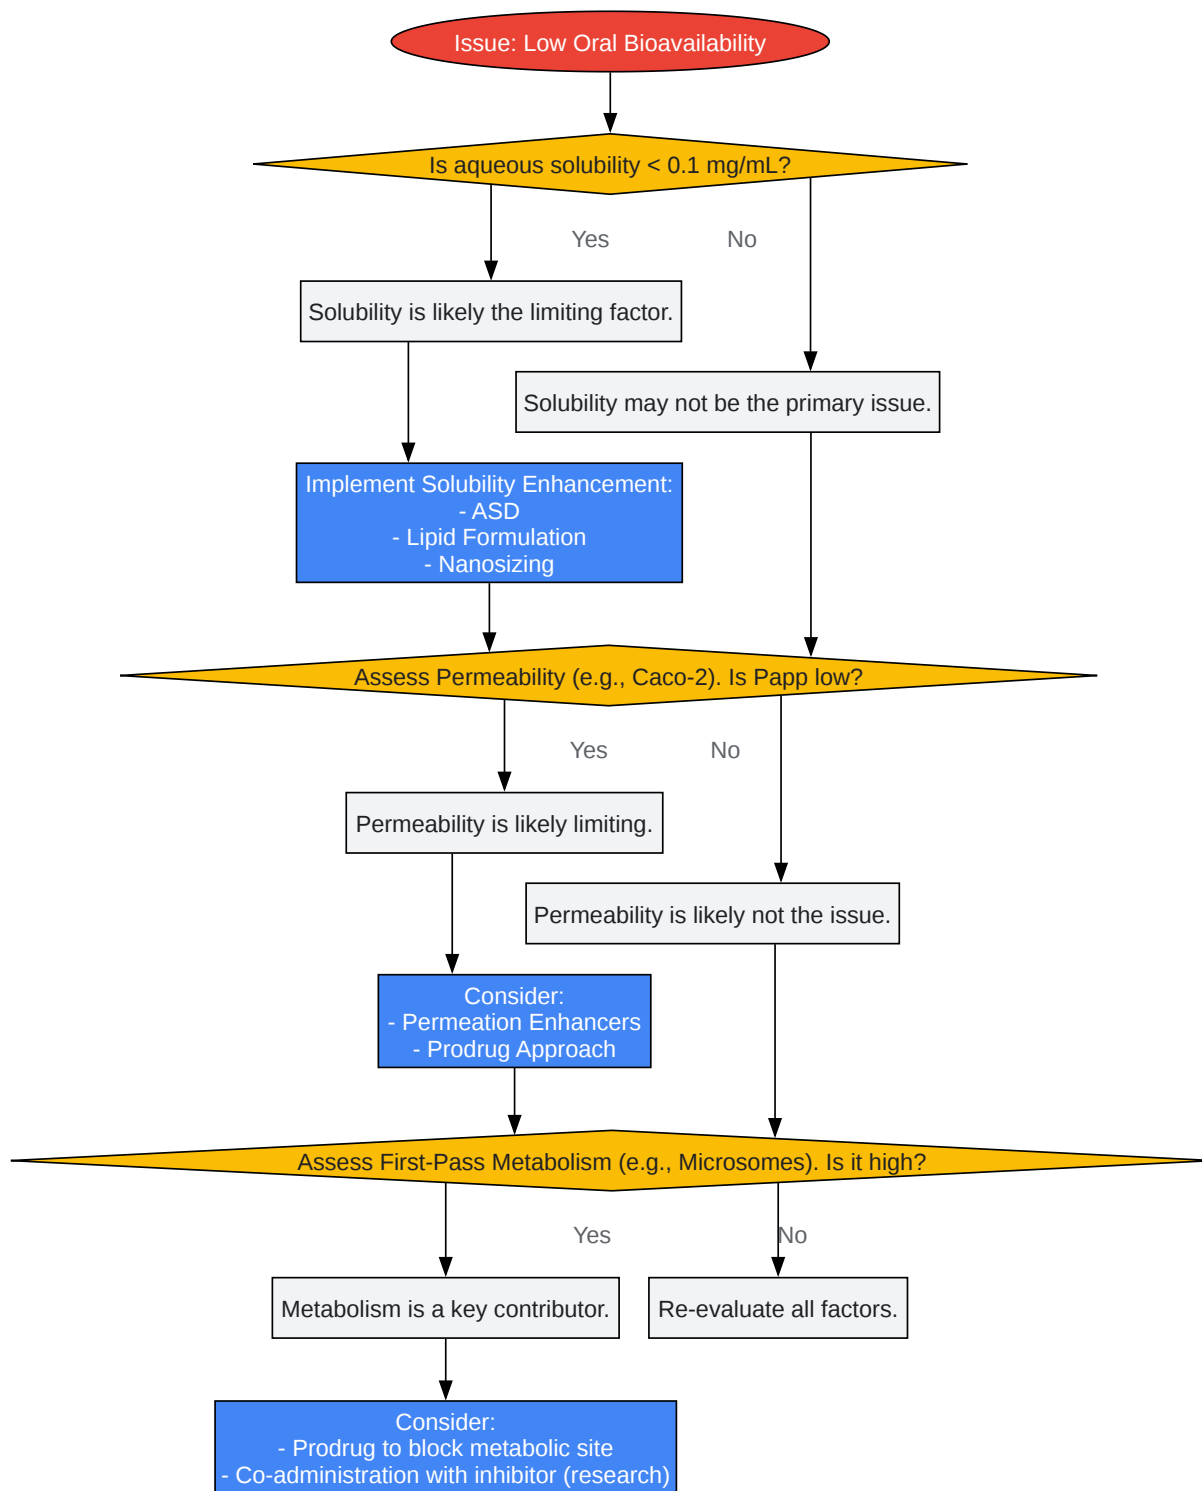 Issue: Low Oral Bioavailability
Is aqueous solubility < 0.1 mg/mL?
Yes
No
Solubility is likely the limiting factor.
Solubility may not be the primary issue.
Implement Solubility Enhancement:
- ASD
- Lipid Formulation
- Nanosizing
Assess Permeability (e.g., Caco-2). Is Papp low?
Yes
No
Permeability is likely limiting.
Permeability is likely not the issue.
Consider:
- Permeation Enhancers
- Prodrug Approach
Assess First-Pass Metabolism (e.g., Microsomes). Is it high?
Yes
No
Metabolism is a key contributor.
Re-evaluate all factors.
Consider:
- Prodrug to block metabolic site
- Co-administration with inhibitor (research)